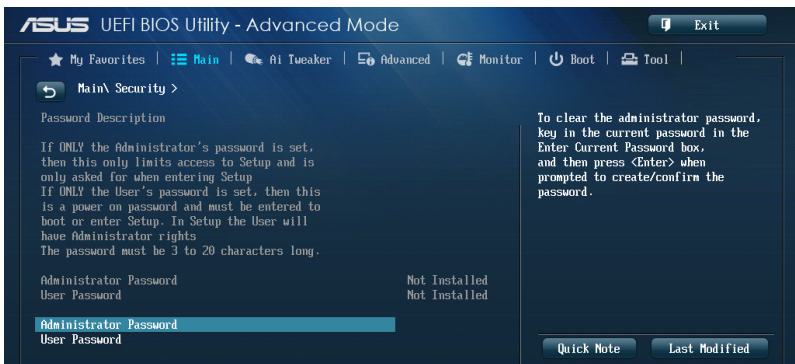 ASUS UEFI BIOS Utility - Advanced Mode
Exit
My Favorites | Main | Ai Tweaker | Advanced | Monitor | Boot | Tool |
Main\ Security >
Password Description
If ONLY the Administrator's password is set,
then this only limits access to Setup and is
only asked for when entering Setup
If ONLY the User's password is set, then this
is a power on password and must be entered to
boot or enter Setup. In Setup the User will
have Administrator rights
The password must be 3 to 20 characters long.
Administrator Password Not Installed
User Password Not Installed
Administrator Password
User Password
To clear the administrator password,
key in the current password in the
Enter Current Password box,
and then press <Enter> when
prompted to create/confirm the
password.
Quick Note
Last Modified